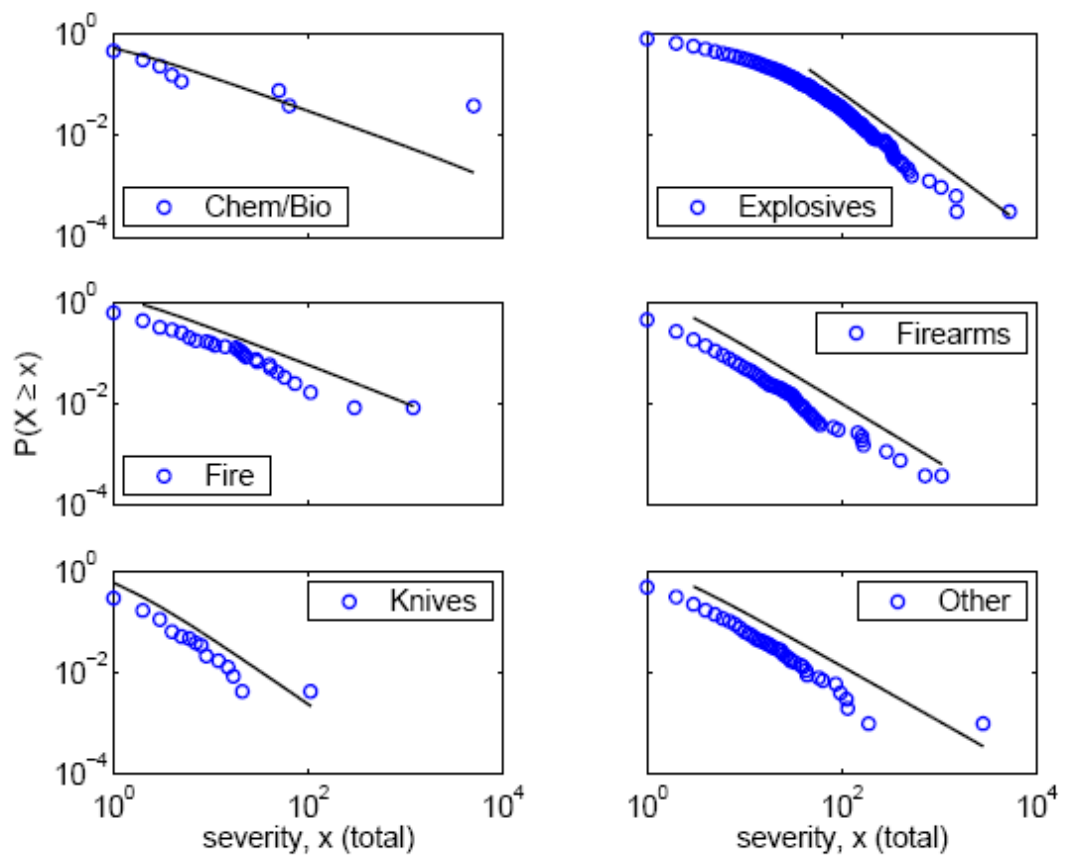 10^0
10^−2
10^−4
Chem/Bio
Explosives
10^0
10^−2
10^−4
P(X ≥ x)
Fire
Firearms
10^0
10^−2
10^−4
Knives
Other
10^0 10^2 10^4
10^0 10^2 10^4
severity, x (total)
severity, x (total)